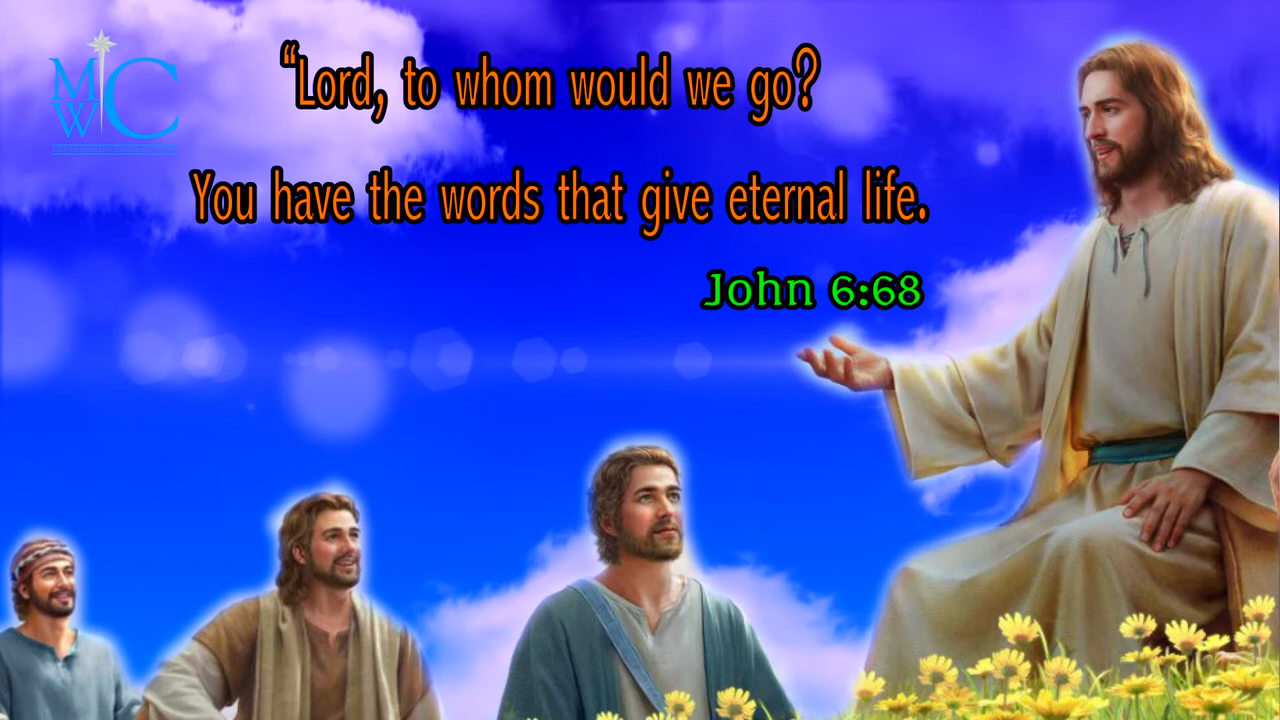 M
W C
“Lord, to whom would we go?
You have the words that give eternal life.
John 6:68